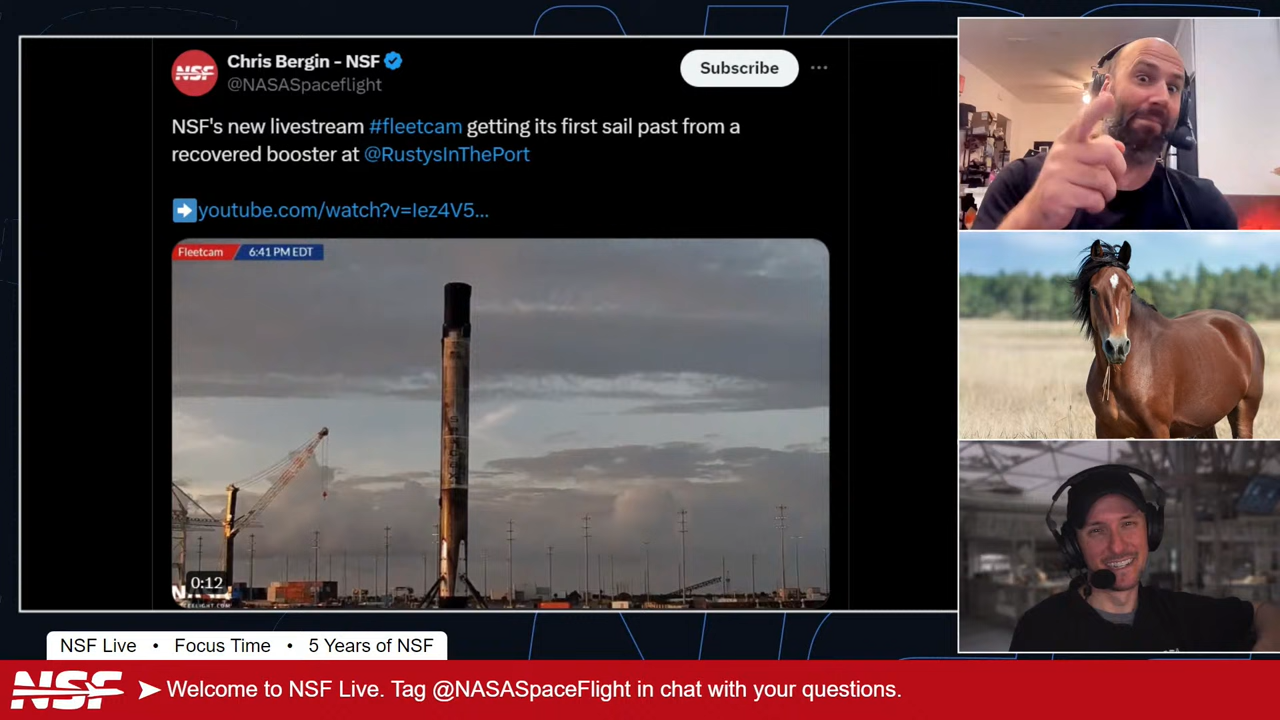 Chris Bergin - NSF
@NASASpaceflight
Subscribe
NSF's new livestream #fleetcam getting its first sail past from a
recovered booster at @RustysInThePort
youtube.com/watch?v=Iez4V5...
Fleetcam 6:41 PM EDT
0:12
NSF Live • Focus Time • 5 Years of NSF
NSF Welcome to NSF Live. Tag @NASASpaceFlight in chat with your questions.